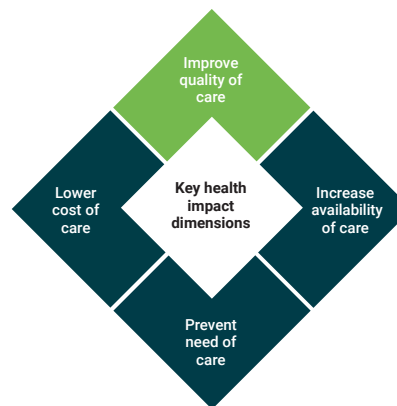 Improve
quality of
care
Lower
cost of
care
Key health
impact
dimensions
Increase
availability
of care
Prevent
need of
care